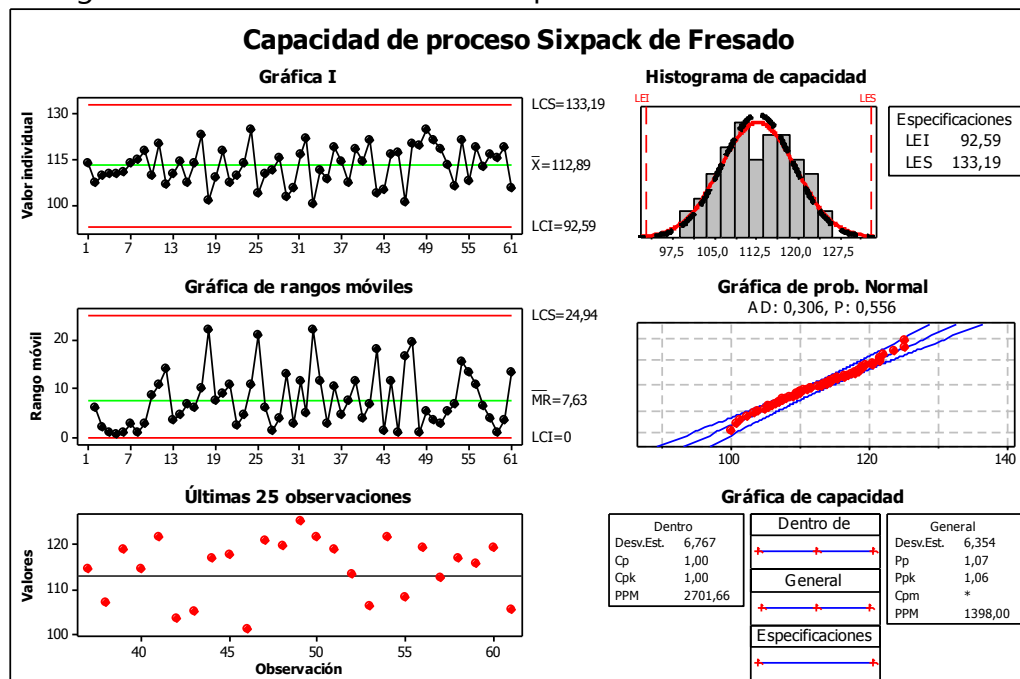 Capacidad de proceso Sixpack de Fresado
Gráfica I
Valor individual
130
115
100
1 7 13 19 25 31 37 43 49 55 61
LCS=133,19
X=112,89
LCI=92,59
Histograma de capacidad
LEI LES
97,5 105,0 112,5 120,0 127,5
Especificaciones
LEI 92,59
LES 133,19
Gráfica de rangos móviles
Rango móvil
20
10
0
1 7 13 19 25 31 37 43 49 55 61
LCS=24,94
MR=7,63
LCI=0
Gráfica de prob. Normal
AD: 0,306, P: 0,556
100 120 140
Últimas 25 observaciones
Valores
120
110
100
40 45 50 55 60
Observación
Gráfica de capacidad
Dentro
Desv.Est. 6,767
Cp 1,00
Cpk 1,00
PPM 2701,66
Dentro de
General
Especificaciones
General
Desv.Est. 6,354
Pp 1,07
Ppk 1,06
Cpm *
PPM 1398,00